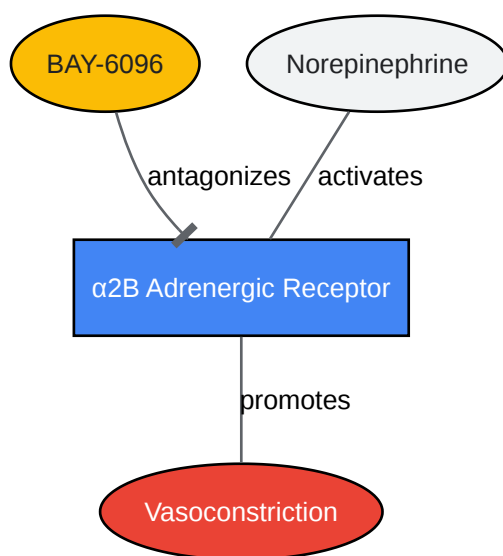 BAY-6096
Norepinephrine
antagonizes
activates
α2B Adrenergic Receptor
promotes
Vasoconstriction